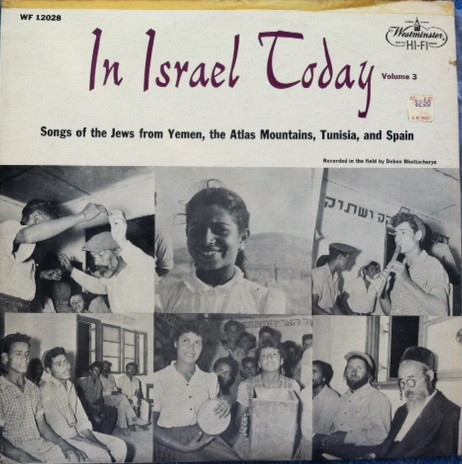 WF 12028
Westminster
HI-FI
In Israel Today
Volume 3
$2.50
Songs of the Jews from Yemen, the Atlas Mountains, Tunisia, and Spain
Recorded in the field by Deben Bhattacharya